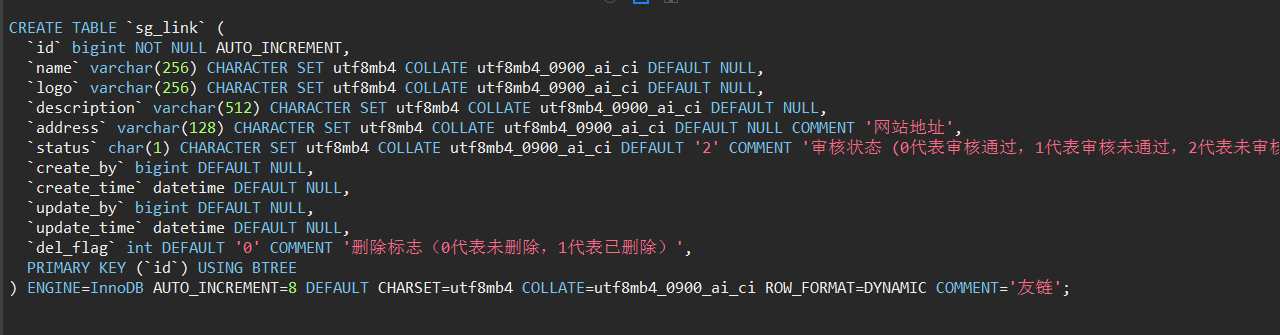 CREATE TABLE `sg_link` (
  `id` bigint NOT NULL AUTO_INCREMENT,
  `name` varchar(256) CHARACTER SET utf8mb4 COLLATE utf8mb4_0900_ai_ci DEFAULT NULL,
  `logo` varchar(256) CHARACTER SET utf8mb4 COLLATE utf8mb4_0900_ai_ci DEFAULT NULL,
  `description` varchar(512) CHARACTER SET utf8mb4 COLLATE utf8mb4_0900_ai_ci DEFAULT NULL,
  `address` varchar(128) CHARACTER SET utf8mb4 COLLATE utf8mb4_0900_ai_ci DEFAULT NULL COMMENT '网站地址',
  `status` char(1) CHARACTER SET utf8mb4 COLLATE utf8mb4_0900_ai_ci DEFAULT '2' COMMENT '审核状态 (0代表审核通过，1代表审核未通过，2代表未审核
  `create_by` bigint DEFAULT NULL,
  `create_time` datetime DEFAULT NULL,
  `update_by` bigint DEFAULT NULL,
  `update_time` datetime DEFAULT NULL,
  `del_flag` int DEFAULT '0' COMMENT '删除标志（0代表未删除，1代表已删除）',
  PRIMARY KEY (`id`) USING BTREE
) ENGINE=InnoDB AUTO_INCREMENT=8 DEFAULT CHARSET=utf8mb4 COLLATE=utf8mb4_0900_ai_ci ROW_FORMAT=DYNAMIC COMMENT='友链';